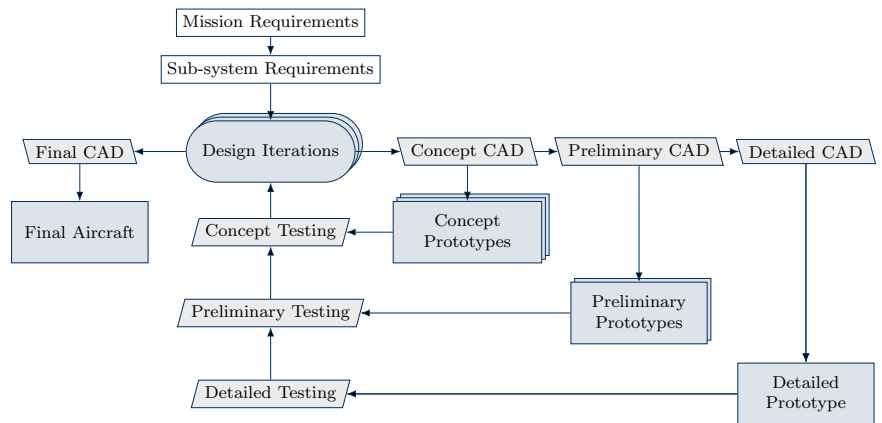 Mission Requirements
Sub-system Requirements
Final CAD
Design Iterations
Concept CAD
Preliminary CAD
Detailed CAD
Final Aircraft
Concept Testing
Concept
Prototypes
Preliminary Testing
Preliminary
Prototypes
Detailed Testing
Detailed
Prototype